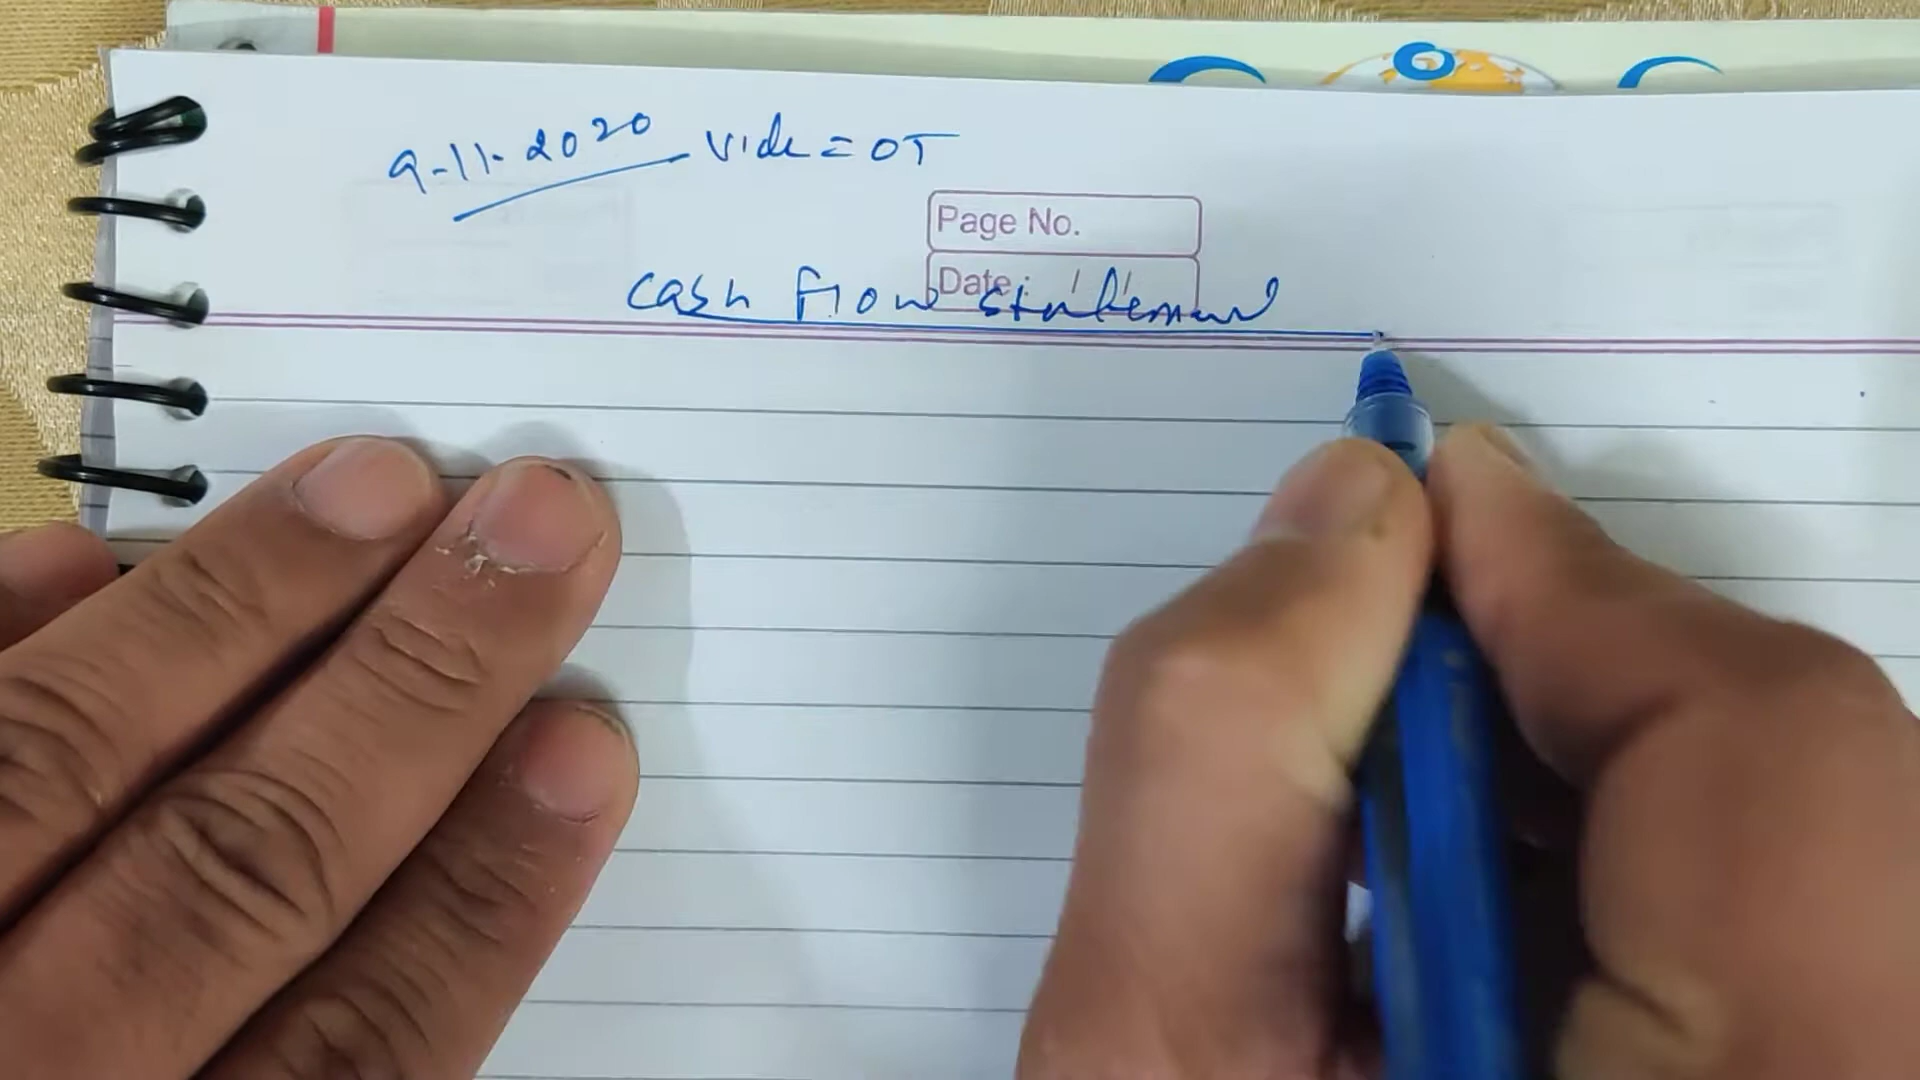 9-11-2020 Vide = 07
Page No.
Date : / /
Cash flow statement